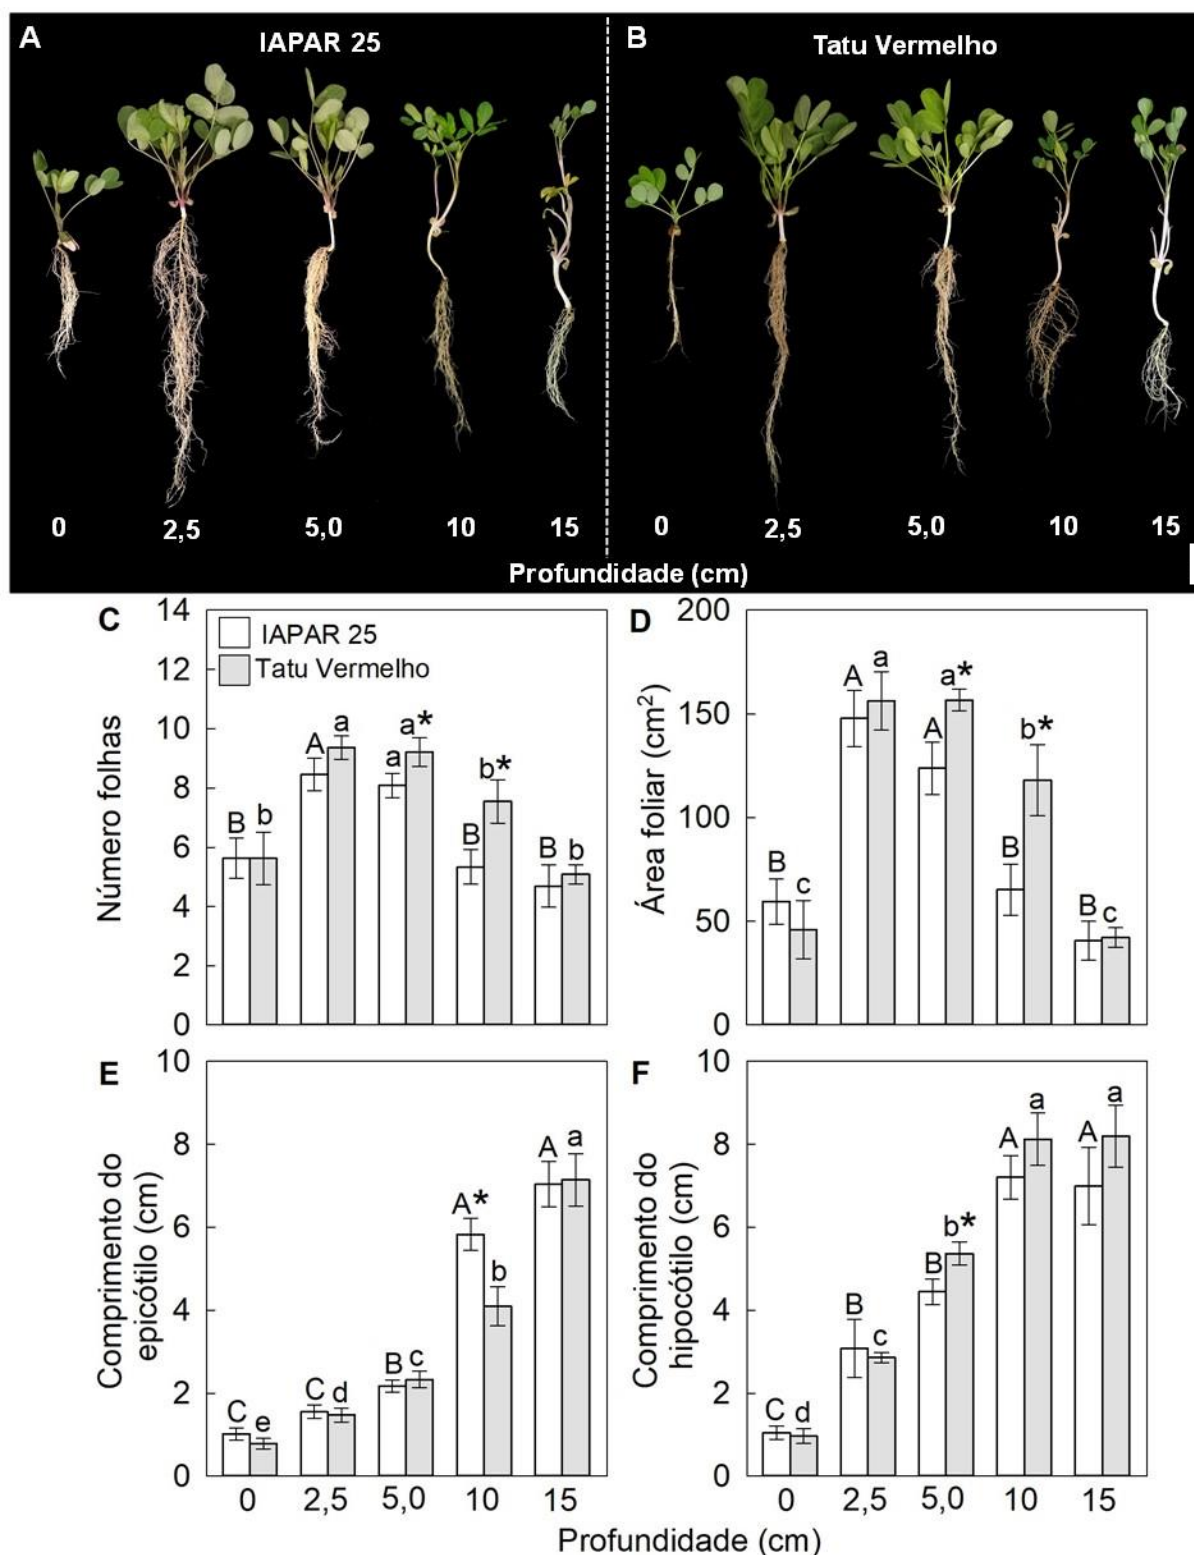 A IAPAR 25 B Tatu Vermelho
0 2,5 5,0 10 15 0 2,5 5,0 10 15
Profundidade (cm)
C
IAPAR 25
Tatu Vermelho
Número folhas
14
12
10
8
6
4
2
0
B b A a a a* B b* B b
D
Área foliar (cm²)
200
150
100
50
0
B c A a A a* B b* B c
E
Comprimento do
epicótilo (cm)
10
8
6
4
2
0
C e C d B c A* b A a
0 2,5 5,0 10 15
F
Comprimento do
hipocótilo (cm)
10
8
6
4
2
0
C d B c B b* A a A a
0 2,5 5,0 10 15
Profundidade (cm)